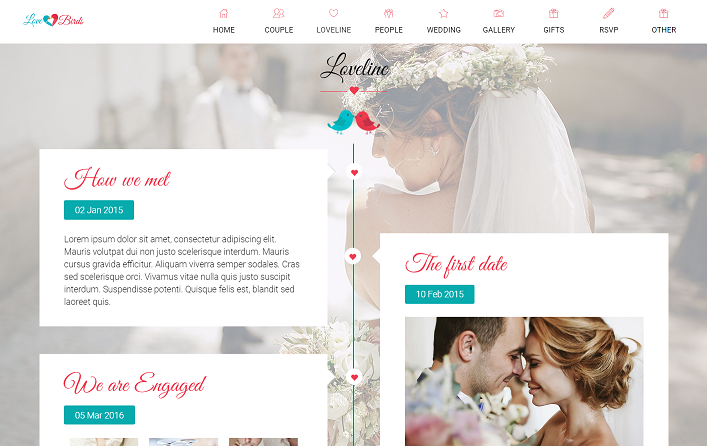 Love Birds
HOME COUPLE LOVELINE PEOPLE WEDDING GALLERY GIFTS RSVP OTHER
Loveline
How we met
02 Jan 2015
Lorem ipsum dolor sit amet, consectetur adipiscing elit.
Mauris volutpat dui non justo scelerisque interdum. Mauris
cursus gravida efficitur. Aliquam viverra semper sodales. Cras
sed scelerisque orci. Vivamus vitae nulla quis justo suscipit
interdum. Suspendisse potenti. Quisque felis est, blandit sed
laoreet quis.
The first date
10 Feb 2015
We are Engaged
05 Mar 2016